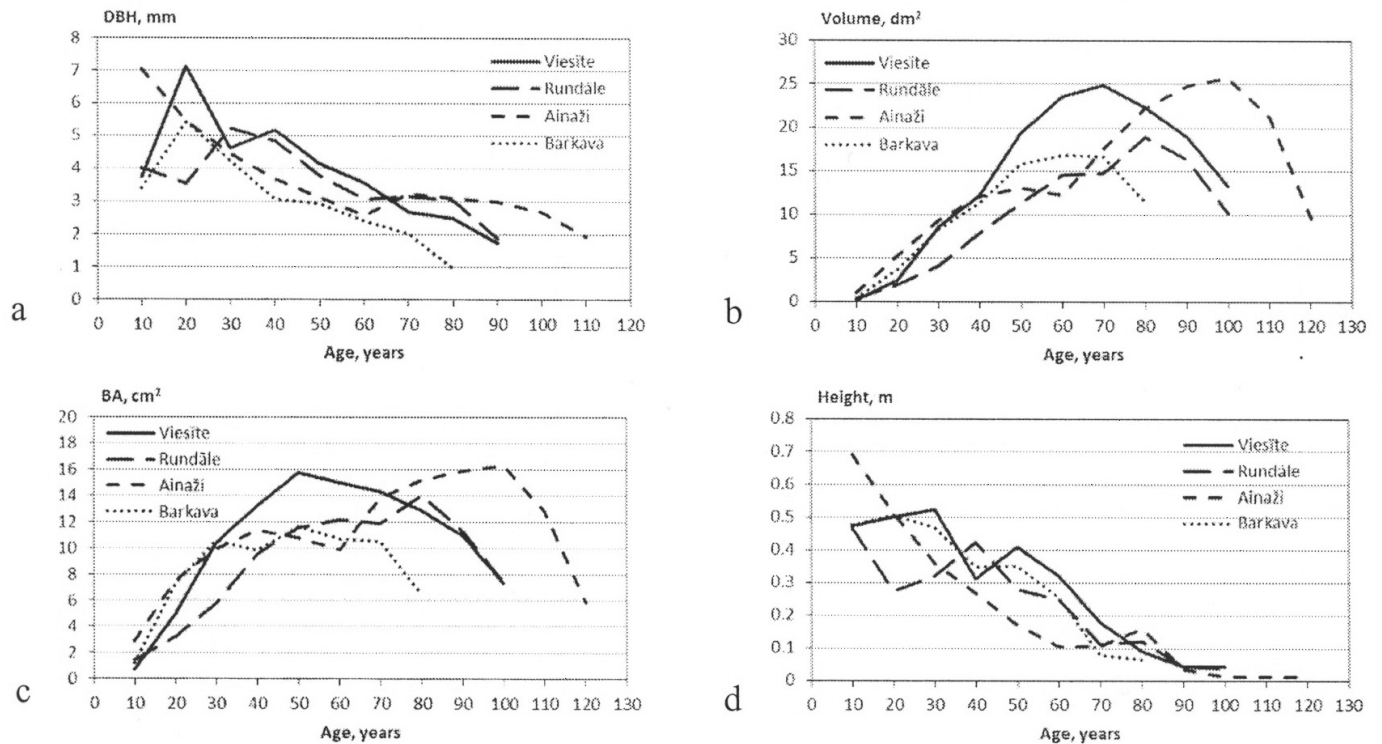 DBH, mm
8
7
6
5
4
3
2
1
0
0 10 20 30 40 50 60 70 80 90 100 110 120
Age, years
Viesīte
Rundāle
Ainaži
Barkava
a
Volume, dm²
30
25
20
15
10
5
0
0 10 20 30 40 50 60 70 80 90 100 110 120 130
Age, years
Viesīte
Rundāle
Ainaži
Barkava
b
BA, cm²
20
18
16
14
12
10
8
6
4
2
0
0 10 20 30 40 50 60 70 80 90 100 110 120 130
Age, years
Viesīte
Rundāle
Ainaži
Barkava
c
Height, m
0.8
0.7
0.6
0.5
0.4
0.3
0.2
0.1
0
0 10 20 30 40 50 60 70 80 90 100 110 120 130
Age, years
Viesīte
Rundāle
Ainaži
Barkava
d